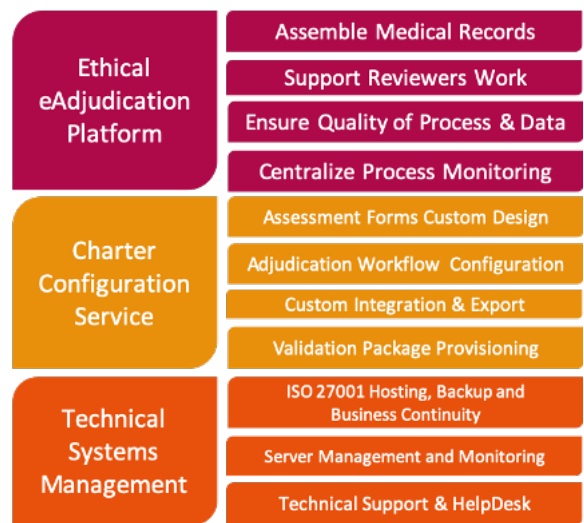 Ethical
eAdjudication
Platform
Assemble Medical Records
Support Reviewers Work
Ensure Quality of Process & Data
Centralize Process Monitoring
Charter
Configuration
Service
Assessment Forms Custom Design
Adjudication Workflow Configuration
Custom Integration & Export
Validation Package Provisioning
Technical
Systems
Management
ISO 27001 Hosting, Backup and
Business Continuity
Server Management and Monitoring
Technical Support & HelpDesk